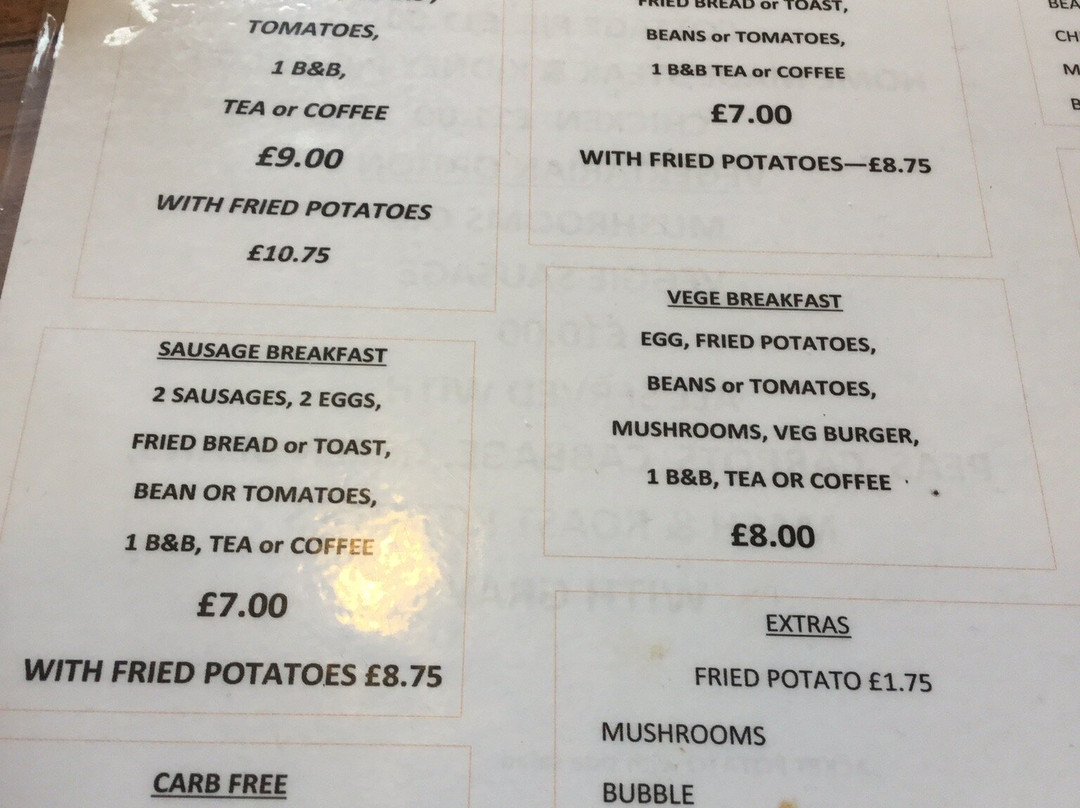 TOMATOES,
1 B&B,
TEA or COFFEE
£9.00
WITH FRIED POTATOES
£10.75
FRIED BREAD or TOAST,
BEANS or TOMATOES,
1 B&B TEA or COFFEE
£7.00
WITH FRIED POTATOES—£8.75
SAUSAGE BREAKFAST
2 SAUSAGES, 2 EGGS,
FRIED BREAD or TOAST,
BEAN OR TOMATOES,
1 B&B, TEA or COFFEE
£7.00
WITH FRIED POTATOES £8.75
VEGE BREAKFAST
EGG, FRIED POTATOES,
BEANS or TOMATOES,
MUSHROOMS, VEG BURGER,
1 B&B, TEA OR COFFEE
£8.00
EXTRAS
FRIED POTATO £1.75
MUSHROOMS
BUBBLE
CARB FREE